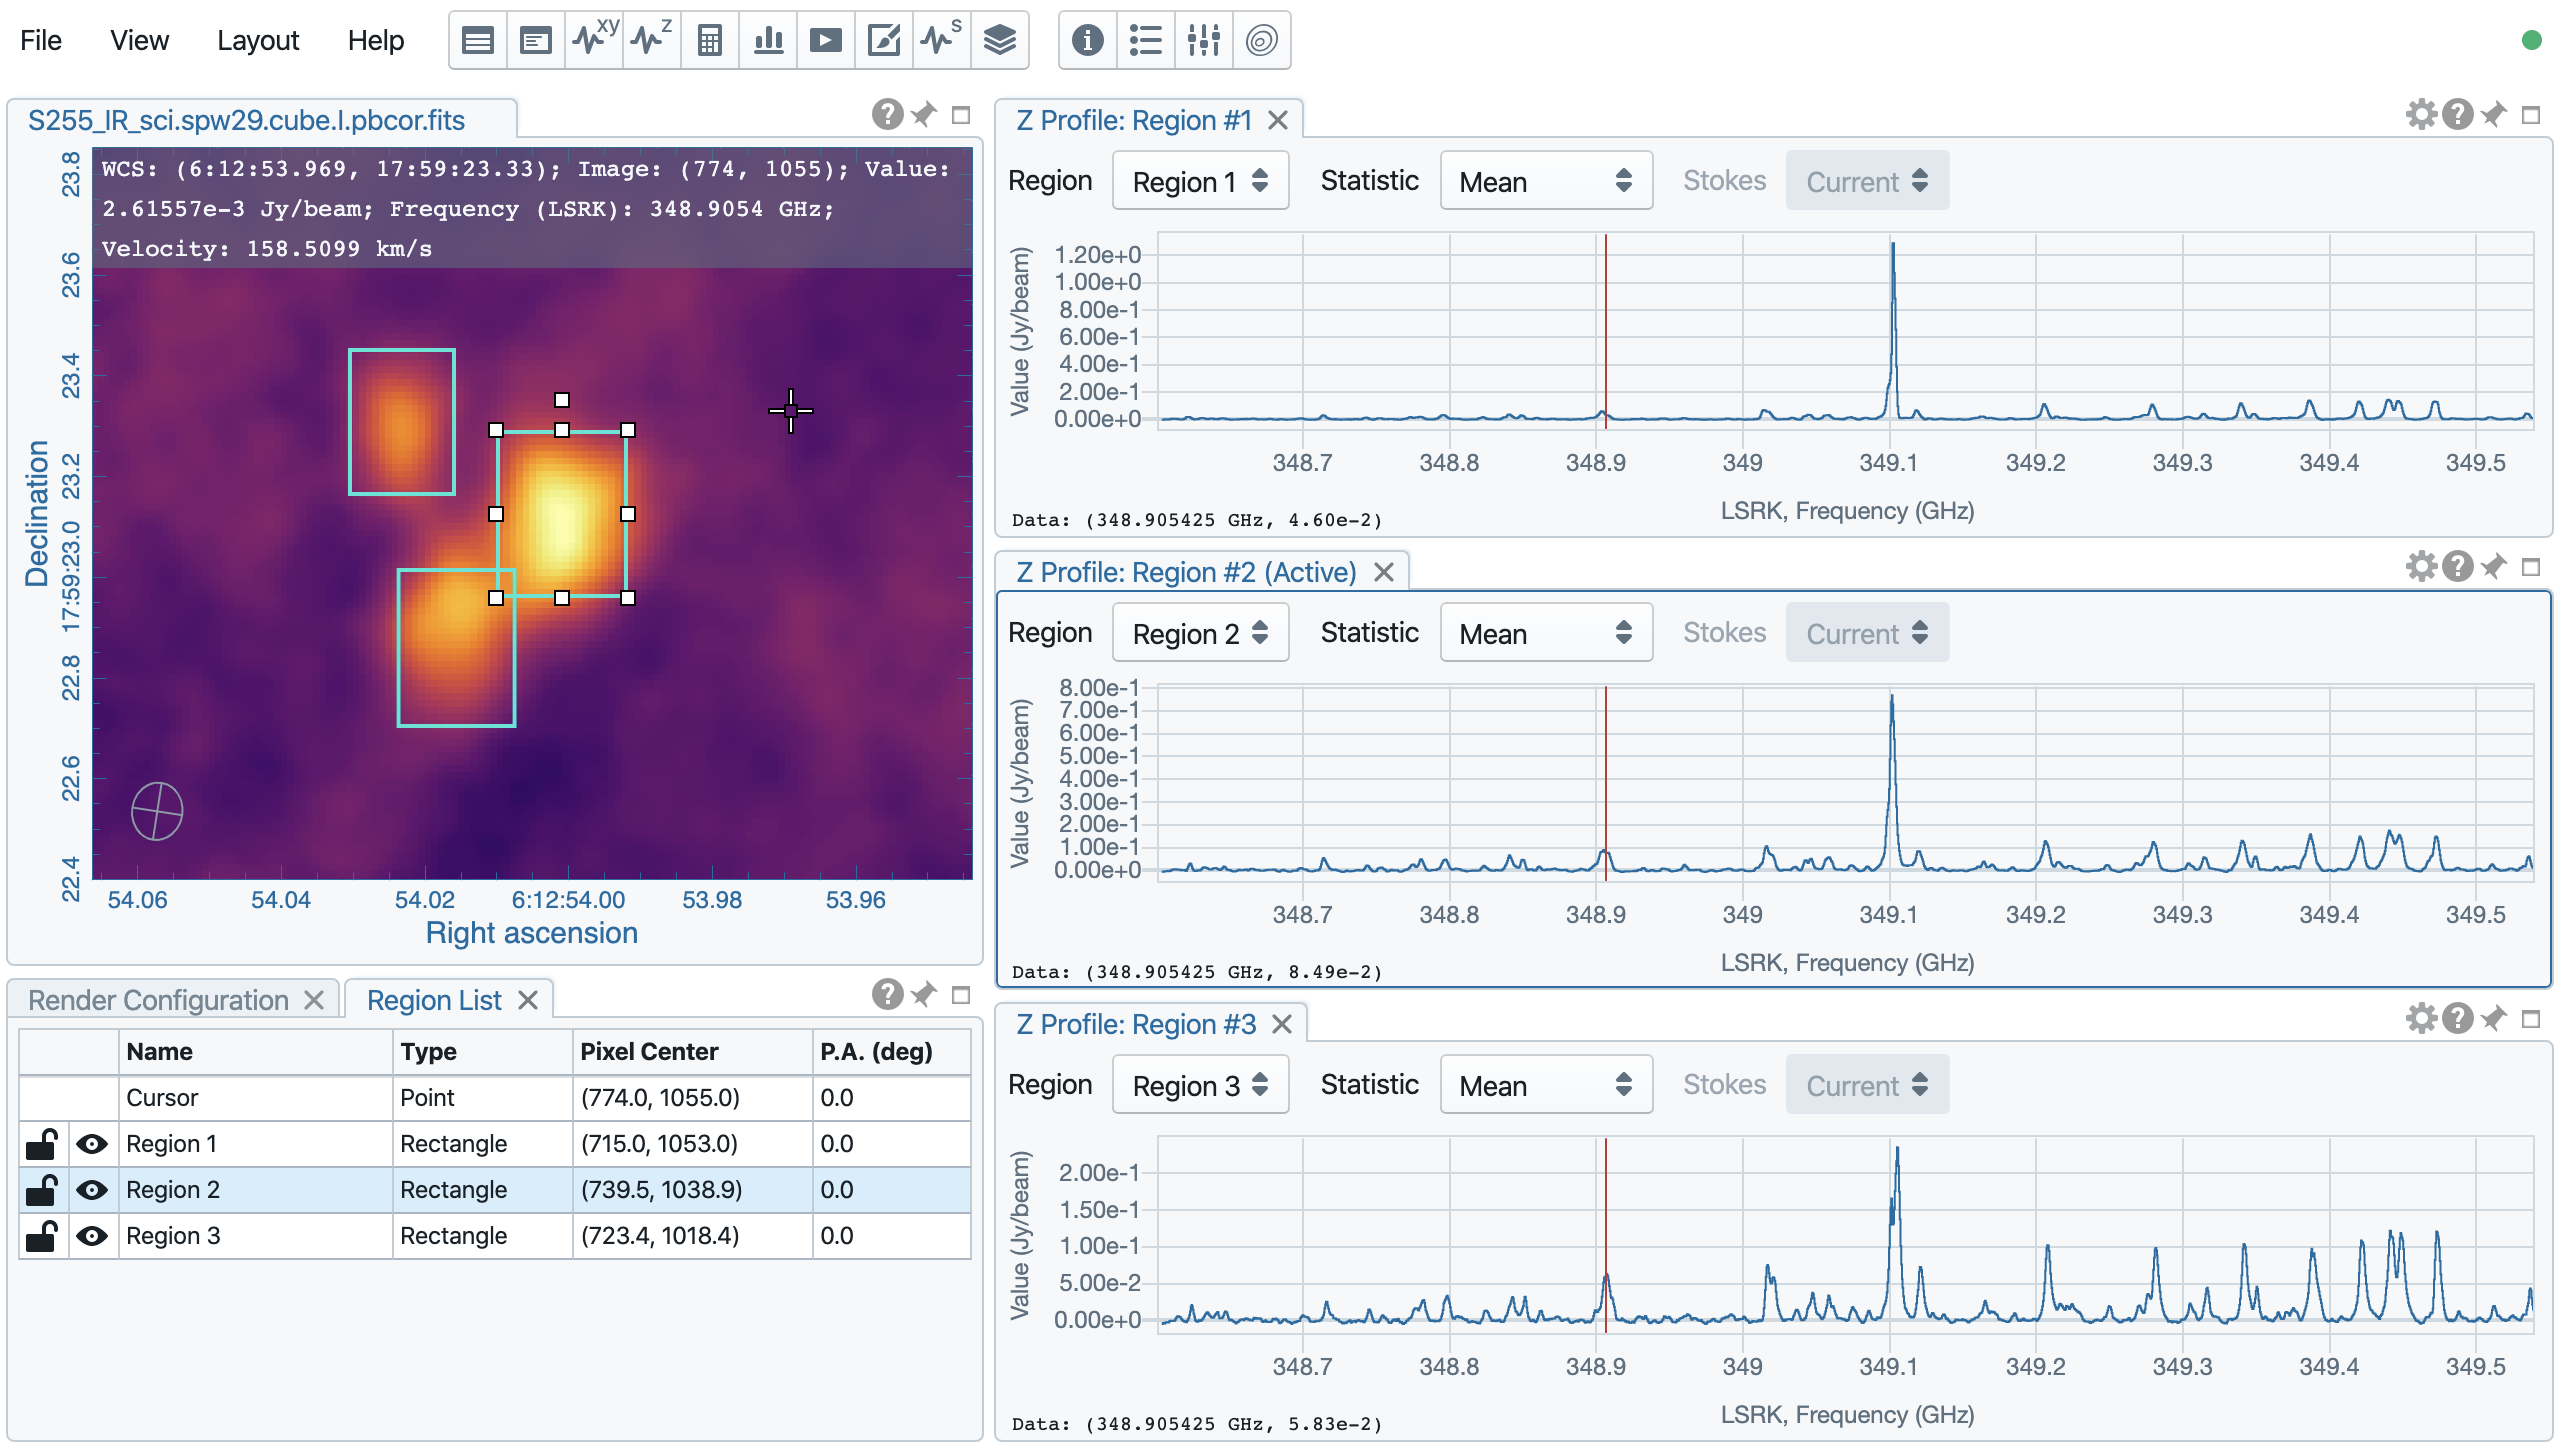 File View Layout Help
xy z s
S255_IR_sci.spw29.cube.I.pbcor.fits
WCS: (6:12:53.969, 17:59:23.33); Image: (774, 1055); Value:
2.61557e-3 Jy/beam; Frequency (LSRK): 348.9054 GHz;
Velocity: 158.5099 km/s
Declination
23.8
23.6
23.4
23.2
17:59:23.0
22.8
22.6
22.4
54.06 54.04 54.02 6:12:54.00 53.98 53.96
Right ascension
Render Configuration Region List
Name Type Pixel Center P.A. (deg)
Cursor Point (774.0, 1055.0) 0.0
Region 1 Rectangle (715.0, 1053.0) 0.0
Region 2 Rectangle (739.5, 1038.9) 0.0
Region 3 Rectangle (723.4, 1018.4) 0.0
Z Profile: Region #1
Region Region 1 Statistic Mean Stokes Current
Value (Jy/beam)
1.20e+0
1.00e+0
8.00e-1
6.00e-1
4.00e-1
2.00e-1
0.00e+0
348.7 348.8 348.9 349 349.1 349.2 349.3 349.4 349.5
LSRK, Frequency (GHz)
Data: (348.905425 GHz, 4.60e-2)
Z Profile: Region #2 (Active)
Region Region 2 Statistic Mean Stokes Current
Value (Jy/beam)
8.00e-1
7.00e-1
6.00e-1
5.00e-1
4.00e-1
3.00e-1
2.00e-1
1.00e-1
0.00e+0
348.7 348.8 348.9 349 349.1 349.2 349.3 349.4 349.5
LSRK, Frequency (GHz)
Data: (348.905425 GHz, 8.49e-2)
Z Profile: Region #3
Region Region 3 Statistic Mean Stokes Current
Value (Jy/beam)
2.00e-1
1.50e-1
1.00e-1
5.00e-2
0.00e+0
348.7 348.8 348.9 349 349.1 349.2 349.3 349.4 349.5
LSRK, Frequency (GHz)
Data: (348.905425 GHz, 5.83e-2)